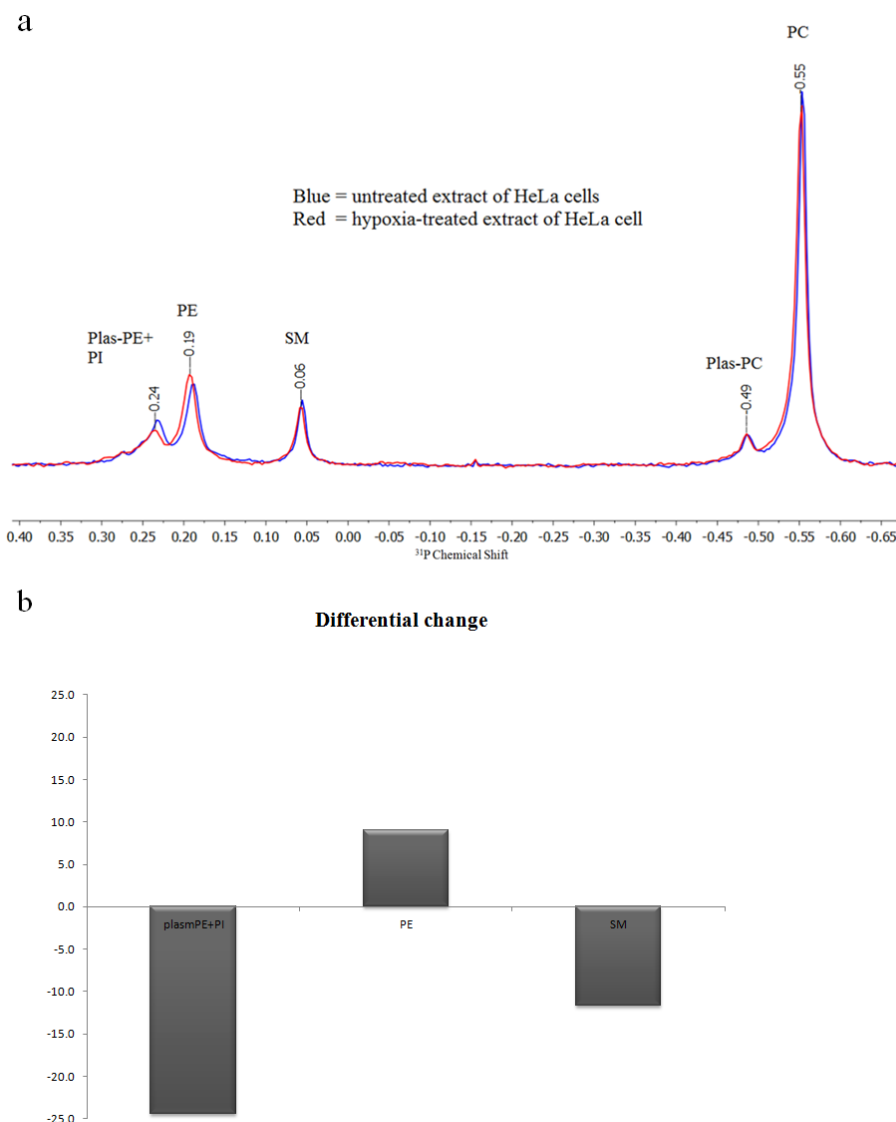 a
PC
0.55
Blue = untreated extract of HeLa cells
Red = hypoxia-treated extract of HeLa cell
PE
Plas-PE+
PI
0.19
0.24
SM
0.06
Plas-PC
0.49
0.40 0.35 0.30 0.25 0.20 0.15 0.10 0.05 0.00 -0.05 -0.10 -0.15 -0.20 -0.25 -0.30 -0.35 -0.40 -0.45 -0.50 -0.55 -0.60 -0.65
³¹P Chemical Shift
b
Differential change
25.0
20.0
15.0
10.0
5.0
0.0
plasmPE+PI PE SM
-5.0
-10.0
-15.0
-20.0
-25.0